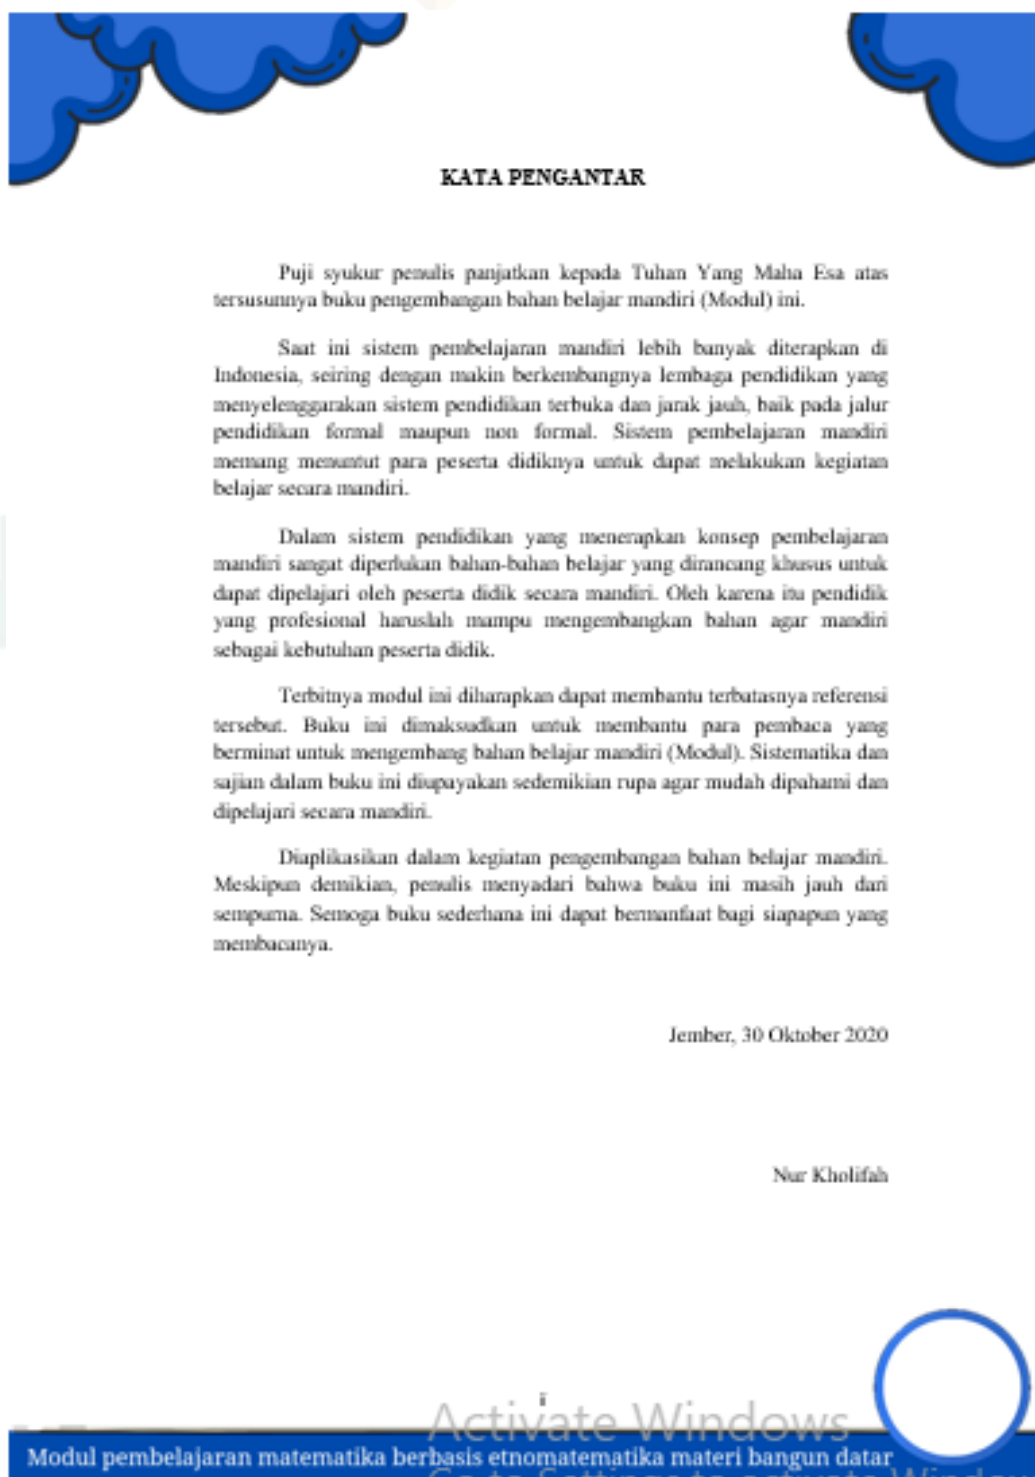 KATA PENGANTAR
Puji syukur penulis panjatkan kepada Tuhan Yang Maha Esa atas
tersusunnya buku pengembangan bahan belajar mandiri (Modul) ini.
Saat ini sistem pembelajaran mandiri lebih banyak diterapkan di
Indonesia, seiring dengan makin berkembangnya lembaga pendidikan yang
menyelenggarakan sistem pendidikan terbuka dan jarak jauh, baik pada jalur
pendidikan formal maupun non formal. Sistem pembelajaran mandiri
memang menuntut para peserta didiknya untuk dapat melakukan kegiatan
belajar secara mandiri.
Dalam sistem pendidikan yang menerapkan konsep pembelajaran
mandiri sangat diperlukan bahan-bahan belajar yang dirancang khusus untuk
dapat dipelajari oleh peserta didik secara mandiri. Oleh karena itu pendidik
yang profesional haruslah mampu mengembangkan bahan agar mandiri
sebagai kebutuhan peserta didik.
Terbitnya modul ini diharapkan dapat membantu terbatasnya referensi
tersebut. Buku ini dimaksudkan untuk membantu para pembaca yang
berminat untuk mengembang bahan belajar mandiri (Modul). Sistematika dan
sajian dalam buku ini diupayakan sedemikian rupa agar mudah dipahami dan
dipelajari secara mandiri.
Diaplikasikan dalam kegiatan pengembangan bahan belajar mandiri.
Meskipun demikian, penulis menyadari bahwa buku ini masih jauh dari
sempurna. Semoga buku sederhana ini dapat bermanfaat bagi siapapun yang
membacanya.
Jember, 30 Oktober 2020
Nur Kholifah
i
Activate Windows
Modul pembelajaran matematika berbasis etnomatematika materi bangun datar